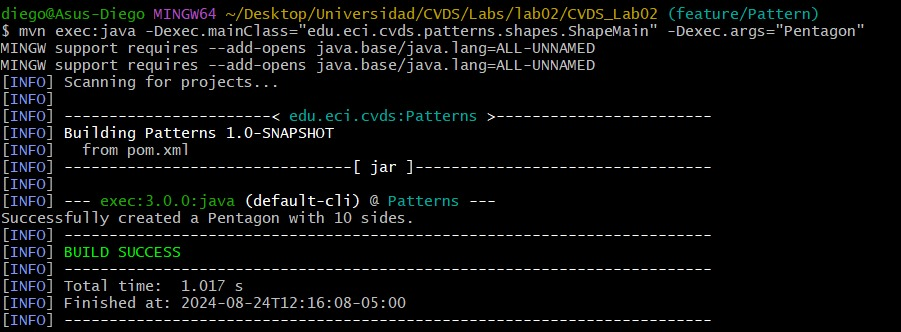 diego@Asus-Diego MINGW64 ~/Desktop/Universidad/CVDS/Labs/lab02/CVDS_Lab02 (feature/Pattern)
$ mvn exec:java -Dexec.mainClass="edu.eci.cvds.patterns.shapes.ShapeMain" -Dexec.args="Pentagon"
MINGW support requires --add-opens java.base/java.lang=ALL-UNNAMED
MINGW support requires --add-opens java.base/java.lang=ALL-UNNAMED
[INFO] Scanning for projects...
[INFO]
[INFO] -----------------------< edu.eci.cvds:Patterns >------------------------
[INFO] Building Patterns 1.0-SNAPSHOT
[INFO]   from pom.xml
[INFO] --------------------------------[ jar ]---------------------------------
[INFO]
[INFO] --- exec:3.0.0:java (default-cli) @ Patterns ---
Successfully created a Pentagon with 10 sides.
[INFO] ------------------------------------------------------------------------
[INFO] BUILD SUCCESS
[INFO] ------------------------------------------------------------------------
[INFO] Total time:  1.017 s
[INFO] Finished at: 2024-08-24T12:16:08-05:00
[INFO] ------------------------------------------------------------------------